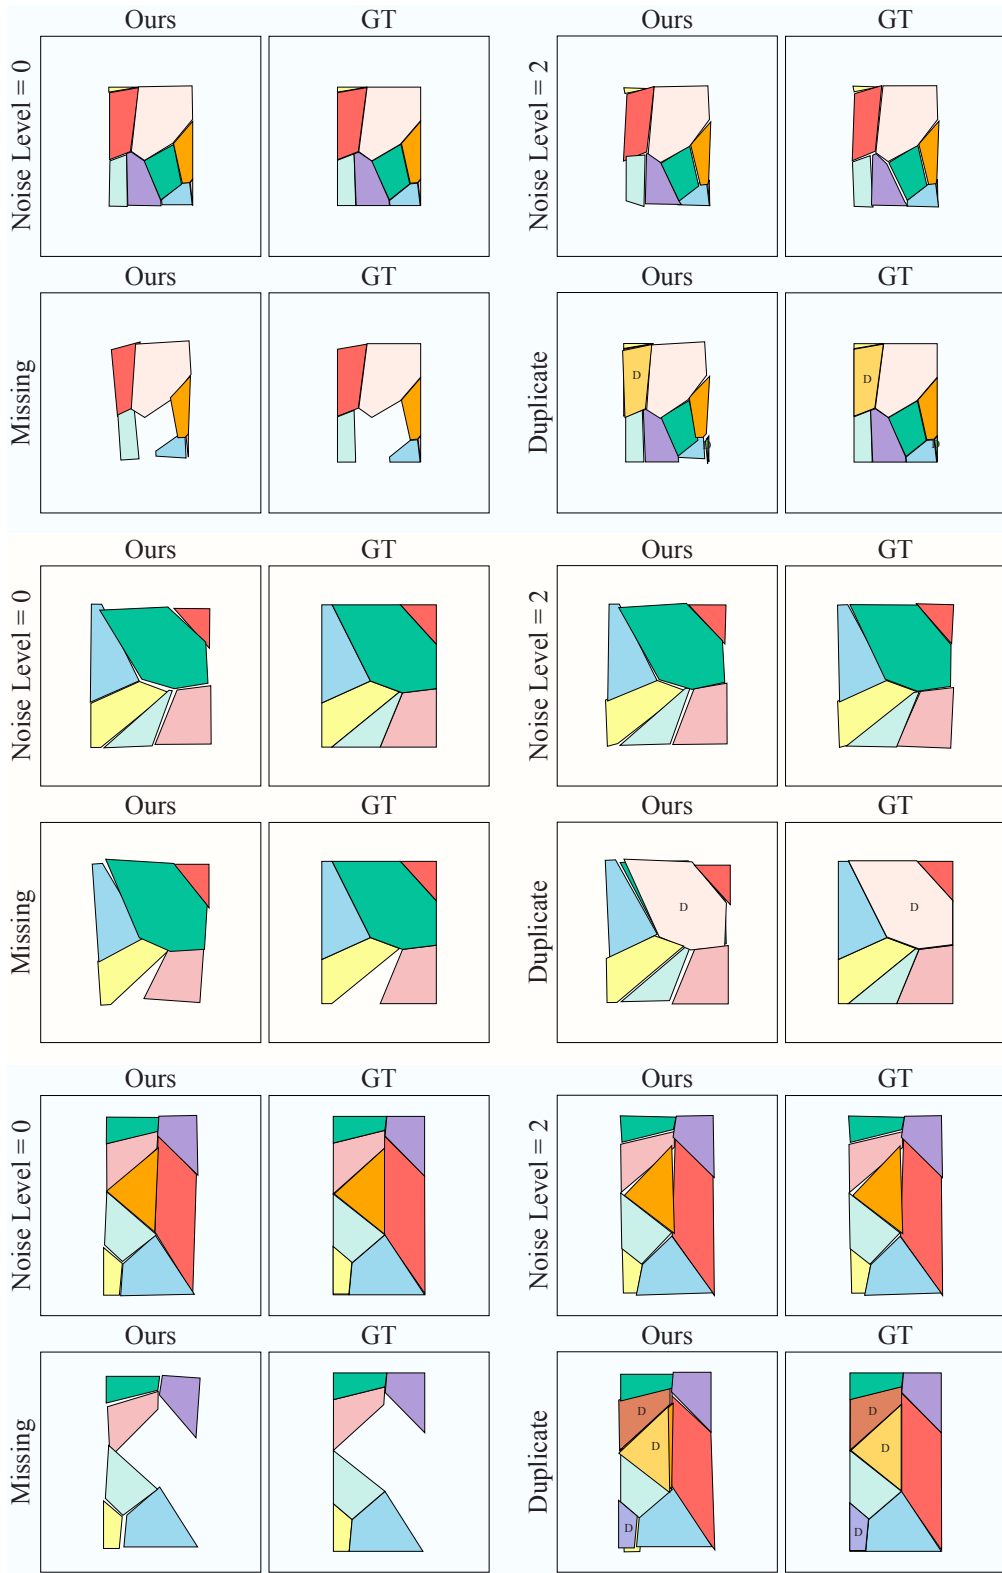 Ours GT Ours GT
Noise Level = 0 Noise Level = 2
Ours GT Ours GT
Missing Duplicate
D D
D D
Ours GT Ours GT
Noise Level = 0 Noise Level = 2
Ours GT Ours GT
Missing Duplicate
D D
Ours GT Ours GT
Noise Level = 0 Noise Level = 2
Ours GT Ours GT
Missing Duplicate
D D
D D
D D